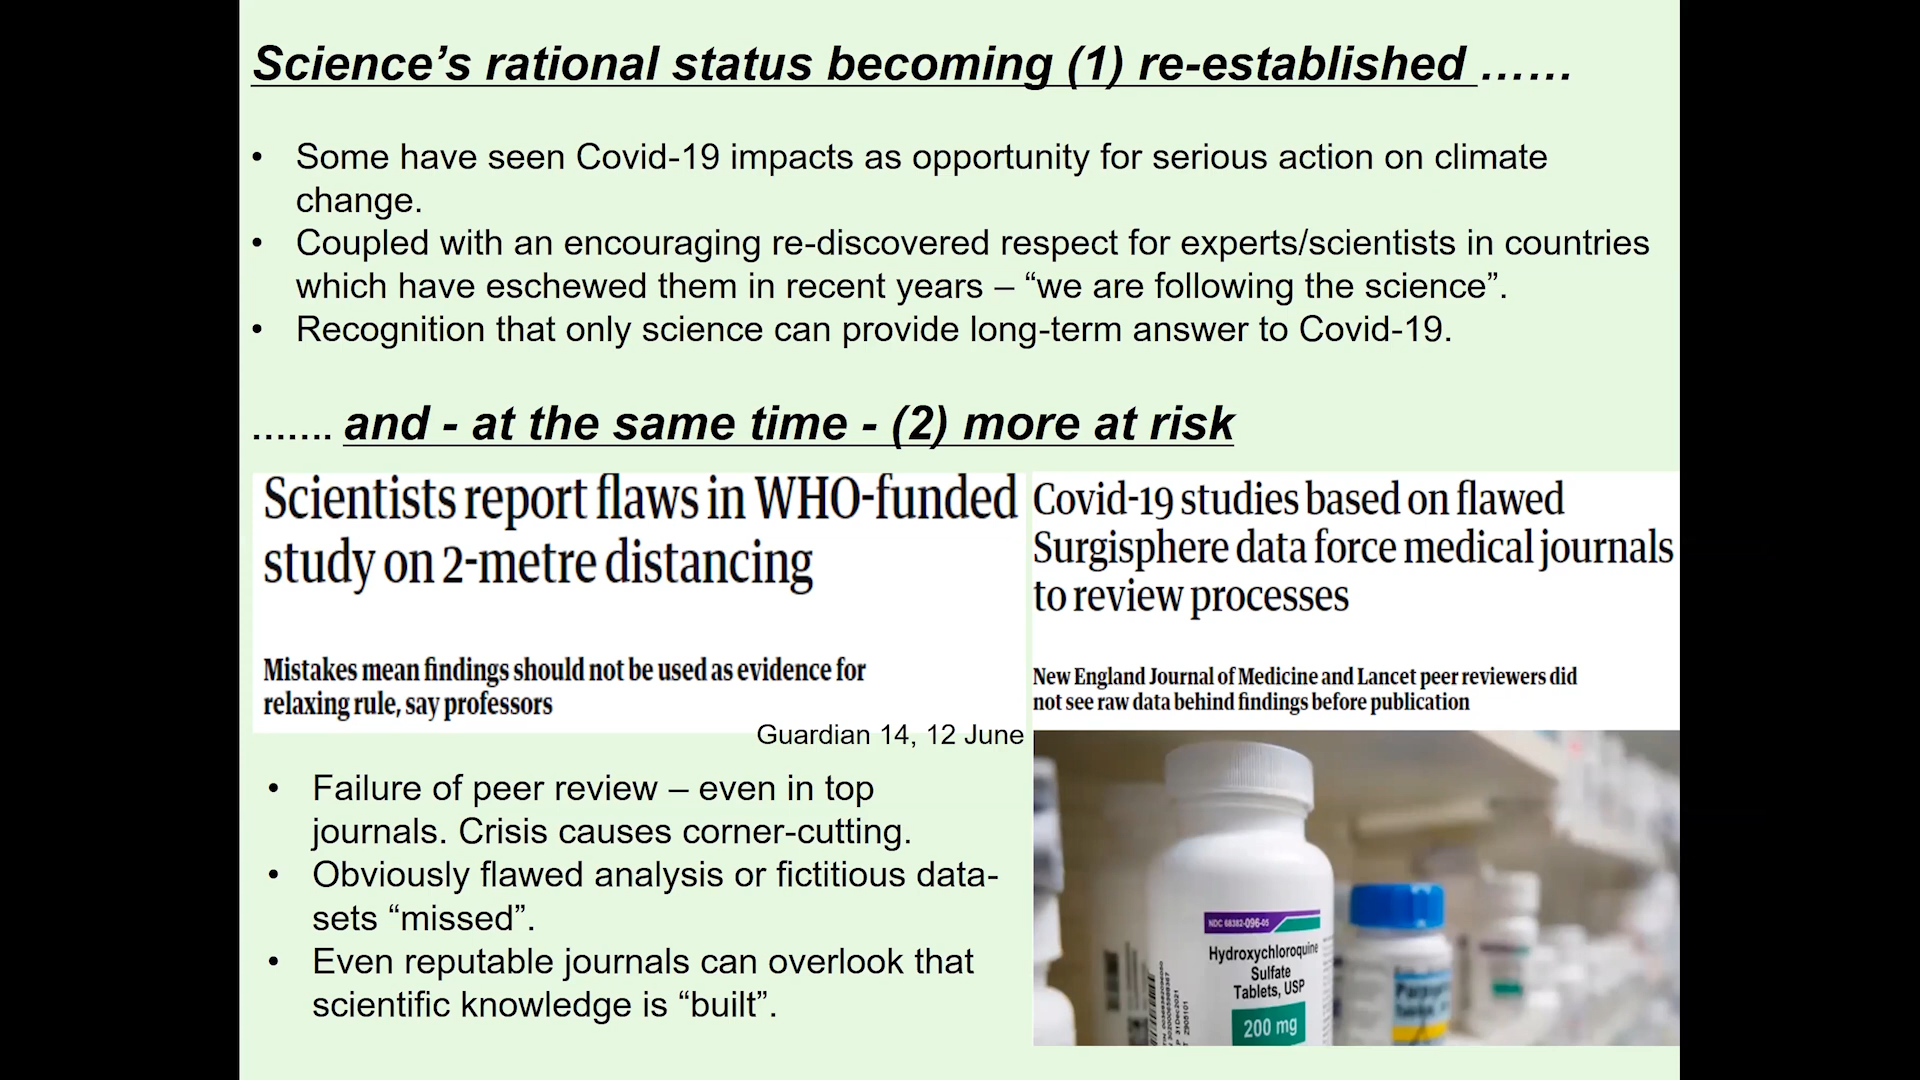 Science’s rational status becoming (1) re-established ……
• Some have seen Covid-19 impacts as opportunity for serious action on climate
change.
• Coupled with an encouraging re-discovered respect for experts/scientists in countries
which have eschewed them in recent years – “we are following the science”.
• Recognition that only science can provide long-term answer to Covid-19.
……. and - at the same time - (2) more at risk
Scientists report flaws in WHO-funded
study on 2-metre distancing
Mistakes mean findings should not be used as evidence for
relaxing rule, say professors
Guardian 14, 12 June
Covid-19 studies based on flawed
Surgisphere data force medical journals
to review processes
New England Journal of Medicine and Lancet peer reviewers did
not see raw data behind findings before publication
• Failure of peer review – even in top
journals. Crisis causes corner-cutting.
• Obviously flawed analysis or fictitious data-
sets “missed”.
• Even reputable journals can overlook that
scientific knowledge is “built”.
NDC 68382-096-05
Hydroxychloroquine
Sulfate
Tablets, USP
200 mg